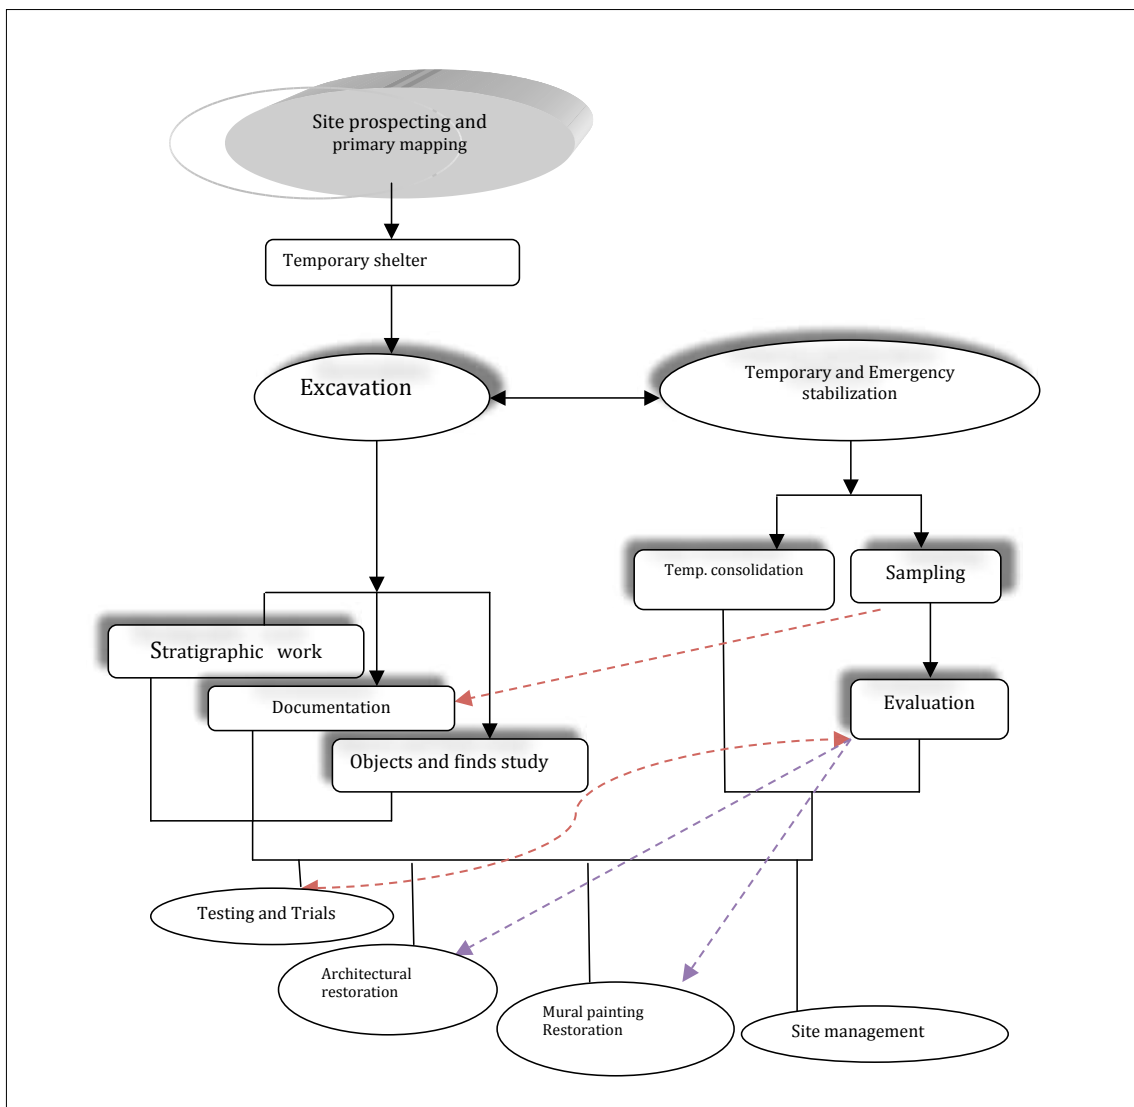 Site prospecting and
primary mapping
Temporary shelter
Excavation
Temporary and Emergency
stabilization
Temp. consolidation
Sampling
Stratigraphic work
Documentation
Evaluation
Objects and finds study
Testing and Trials
Architectural
restoration
Mural painting
Restoration
Site management